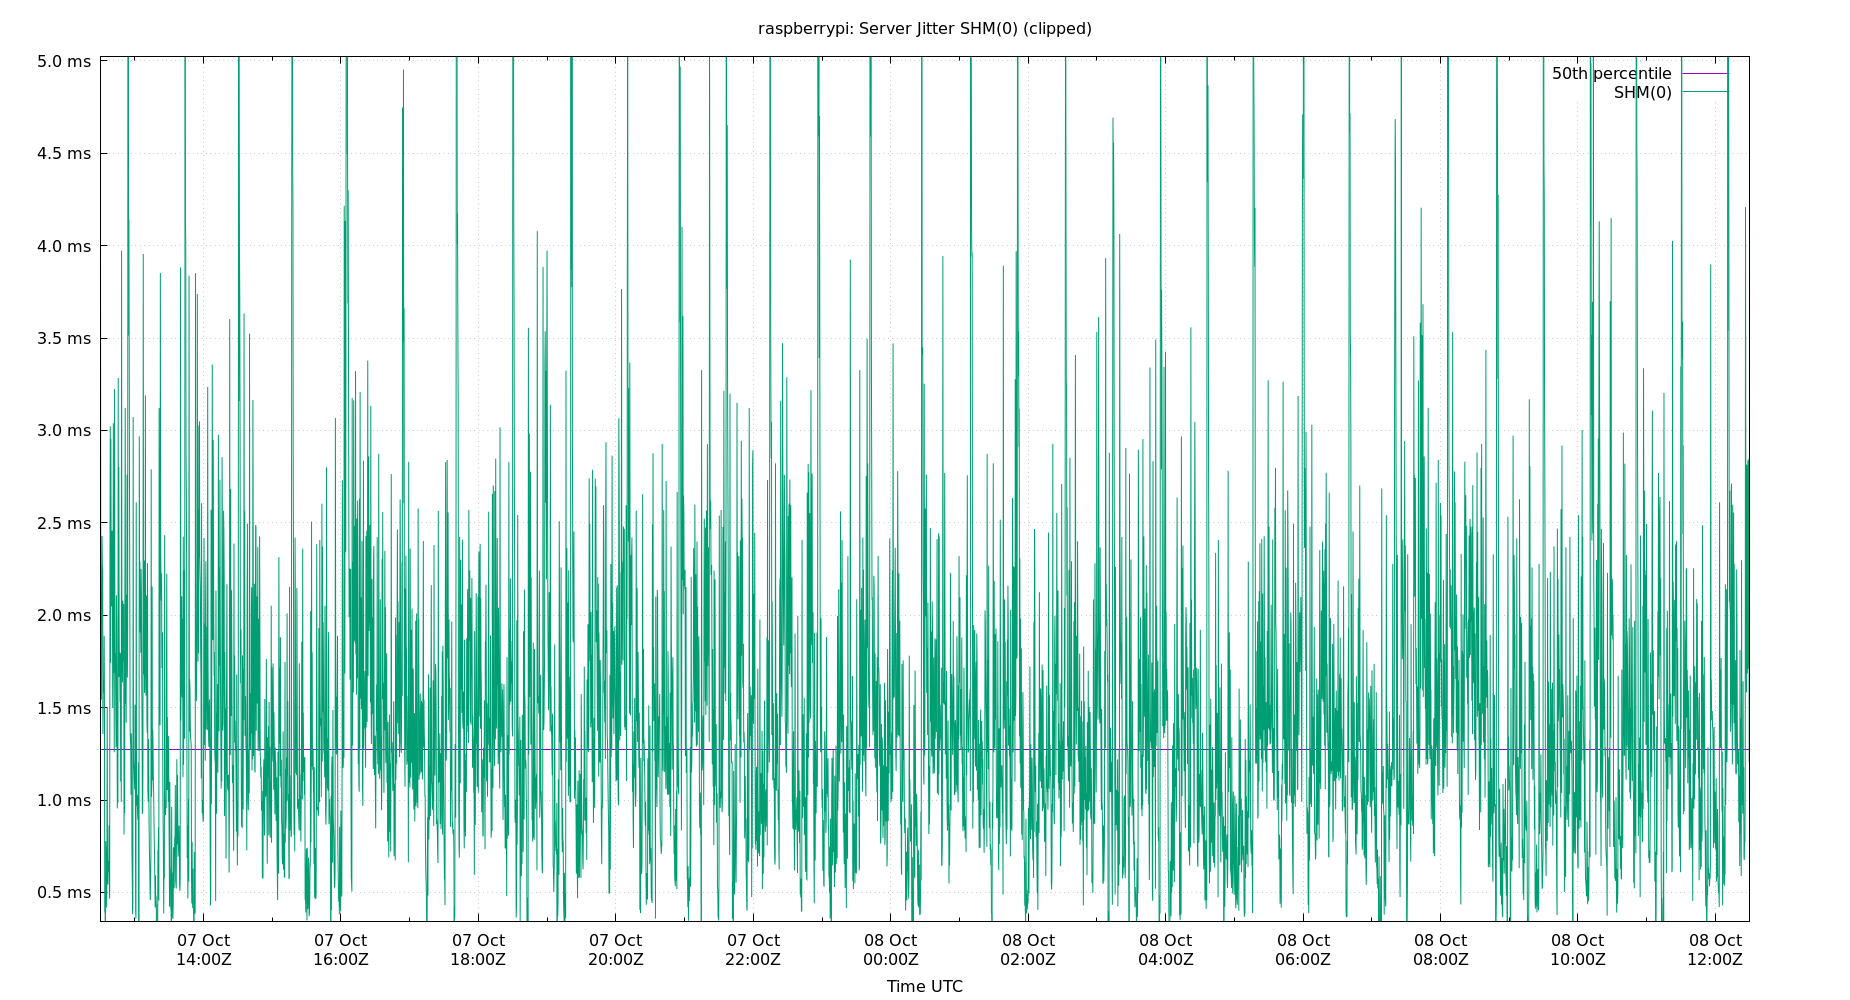 raspberrypi: Server Jitter SHM(0) (clipped)
5.0 ms
50th percentile
SHM(0)
4.5 ms
4.0 ms
3.5 ms
3.0 ms
2.5 ms
2.0 ms
1.5 ms
1.0 ms
0.5 ms
07 Oct 07 Oct 07 Oct 07 Oct 07 Oct 08 Oct 08 Oct 08 Oct 08 Oct 08 Oct 08 Oct 08 Oct
14:00Z 16:00Z 18:00Z 20:00Z 22:00Z 00:00Z 02:00Z 04:00Z 06:00Z 08:00Z 10:00Z 12:00Z
Time UTC